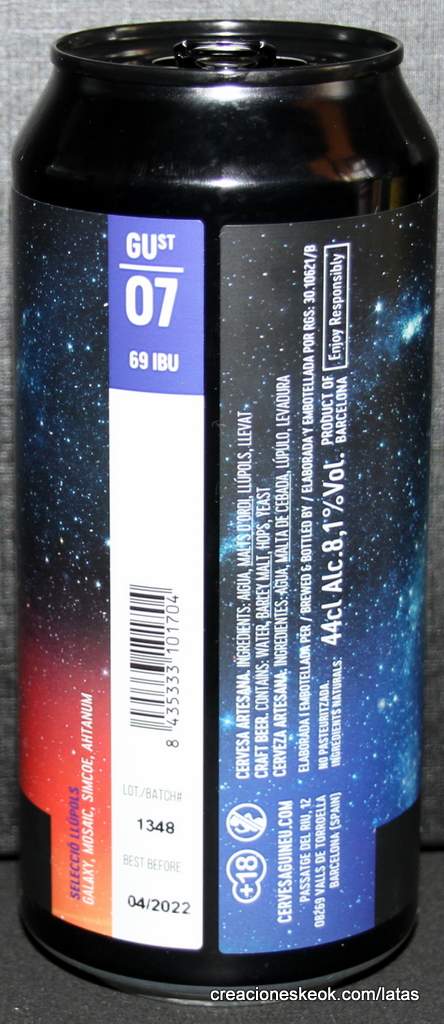 GUST
07
69 IBU
8 435333 101704
LOT/BATCH#
1348
BEST BEFORE
04/2022
SELECCIÓ LLÚPOLS
GALAXY, MOSAIC, SIMCOE, AHTANUM
CERVESA ARTESANA. INGREDIENTS: AIGUA, MALTS D'ORDI, LLÚPOLS, LLEVAT
CRAFT BEER. CONTAINS: WATER, BARLEY MALT, HOPS, YEAST
CERVEZA ARTESANA. INGREDIENTES: AGUA, MALTA DE CEBADA, LÚPULO, LEVADURA
ELABORADA I EMBOTELLADA PER / BREWED & BOTTLED BY / ELABORADA Y EMBOTELLADA POR RGS: 30.10621/B
NO PASTEURITZADA.
INGREDIENTS NATURALS.
44cl Alc.8,1%Vol.
PRODUCT OF
BARCELONA
Enjoy Responsibly
+18
CERVESAGUINEU.COM
PASSATGE DEL RIU, 12
08269 VALLS DE TORROELLA
BARCELONA (SPAIN)
creacioneskeok.com/latas